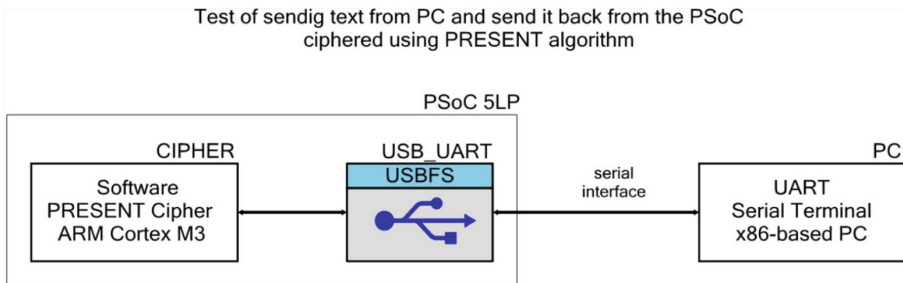 Test of sendig text from PC and send it back from the PSoC
ciphered using PRESENT algorithm
PSoC 5LP
CIPHER
Software
PRESENT Cipher
ARM Cortex M3
USB_UART
USBFS
serial
interface
PC
UART
Serial Terminal
x86-based PC